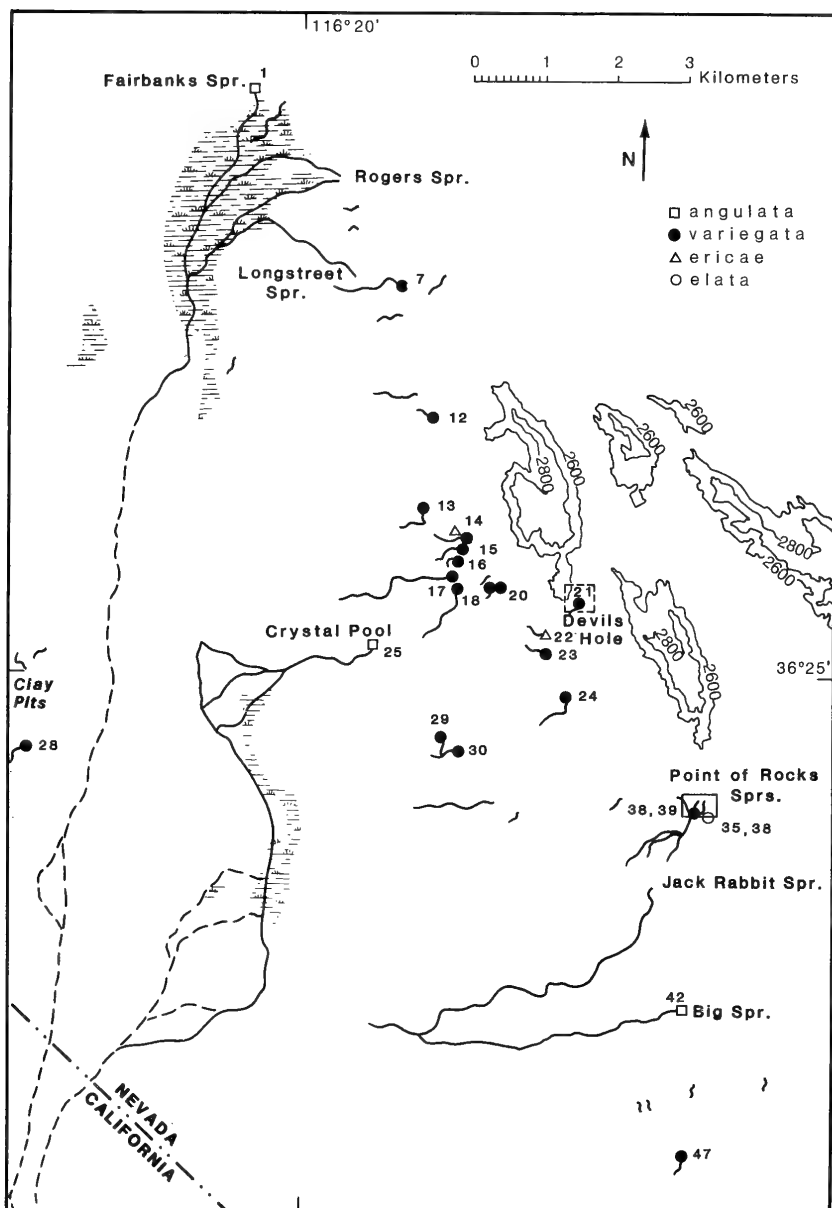 116°20'
Fairbanks Spr.
1
0 1 2 3
Kilometers
N
Rogers Spr.
□ angulata
● variegata
△ ericae
○ elata
Longstreet
Spr.
7
12
2800
2600
2800
2600
2600
2800
2600
13
14
15
16
17
18
20
21
Devils
Hole
22
23
Crystal Pool
25
2800
2600
36°25'
Clay
Pits
24
28
29
30
Point of Rocks
Sprs.
38, 39
35, 38
Jack Rabbit Spr.
42
Big Spr.
NEVADA
CALIFORNIA
47